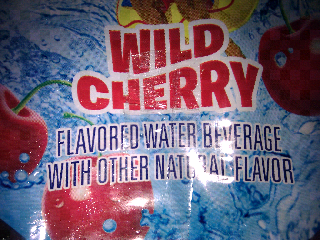 WILD
CHERRY
FLAVORED WATER BEVERAGE
WITH OTHER NATURAL FLAVOR